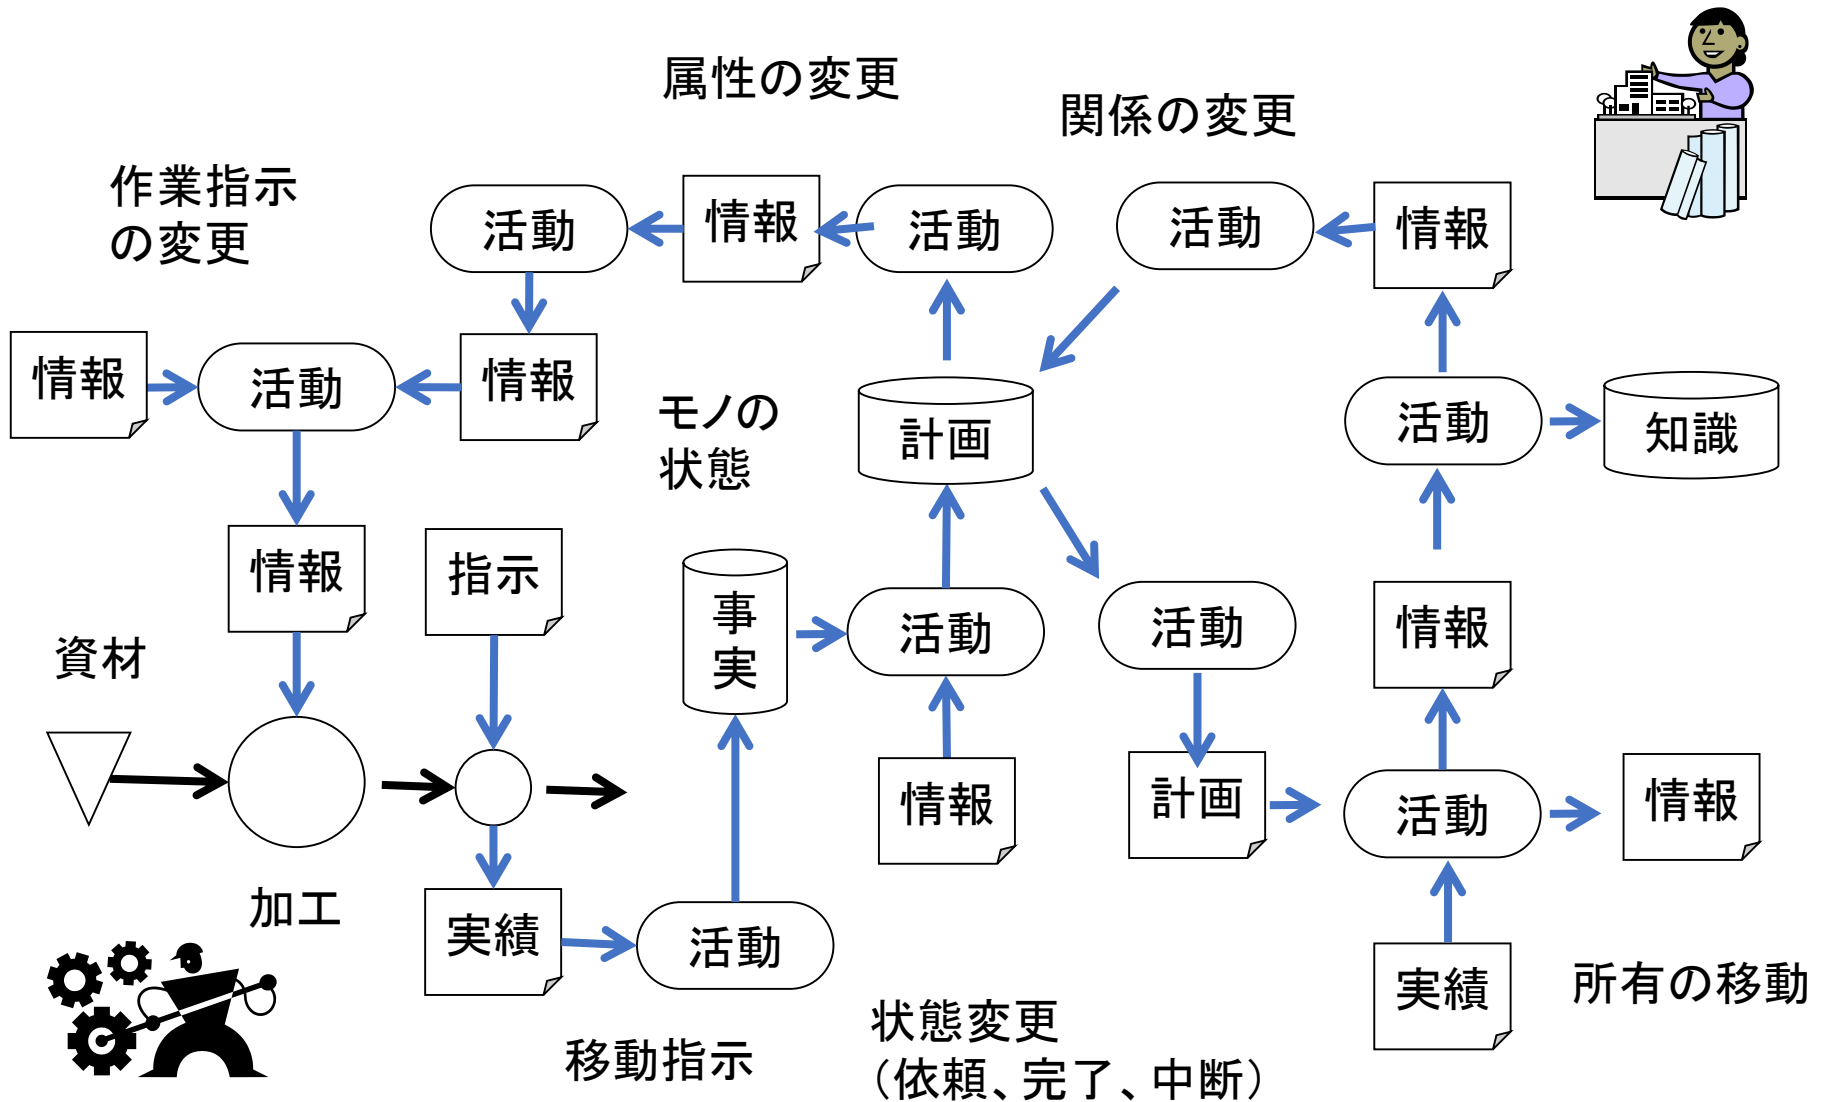 属性の変更
関係の変更
作業指示
の変更
活動
情報
活動
活動
情報
情報
活動
情報
モノの
状態
計画
活動
知識
情報
指示
事
実
活動
活動
情報
資材
情報
計画
活動
情報
加工
実績
活動
実績
所有の移動
移動指示
状態変更
（依頼、完了、中断）